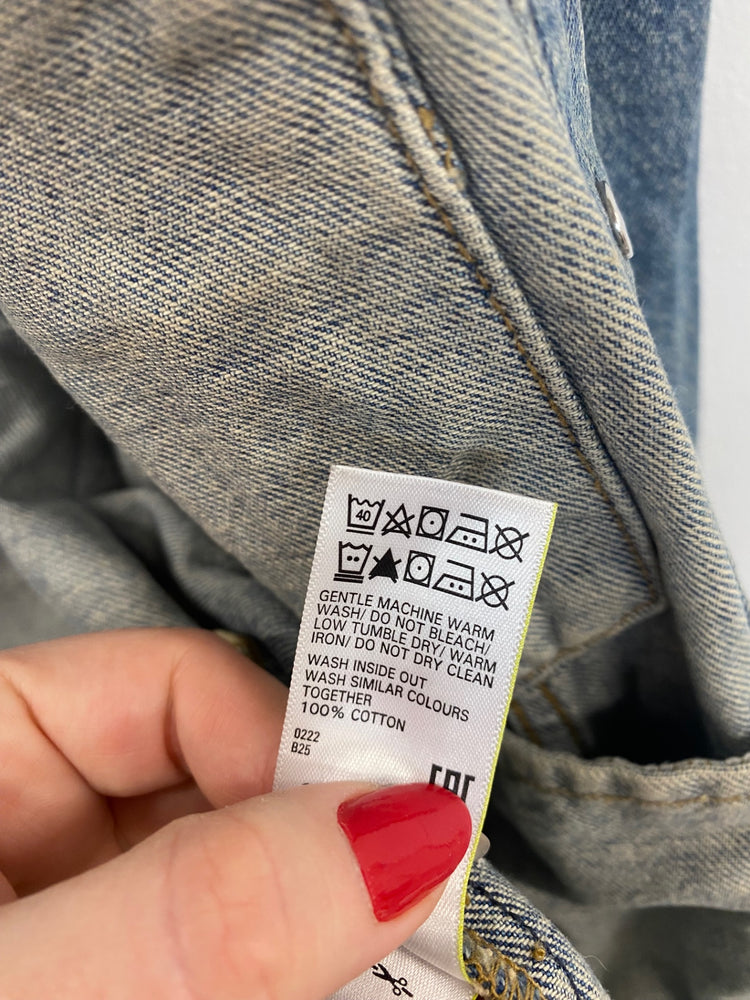 40
GENTLE MACHINE WARM
WASH/ DO NOT BLEACH/
LOW TUMBLE DRY/ WARM
IRON/ DO NOT DRY CLEAN
WASH INSIDE OUT
WASH SIMILAR COLOURS
TOGETHER
100% COTTON
0222
B25